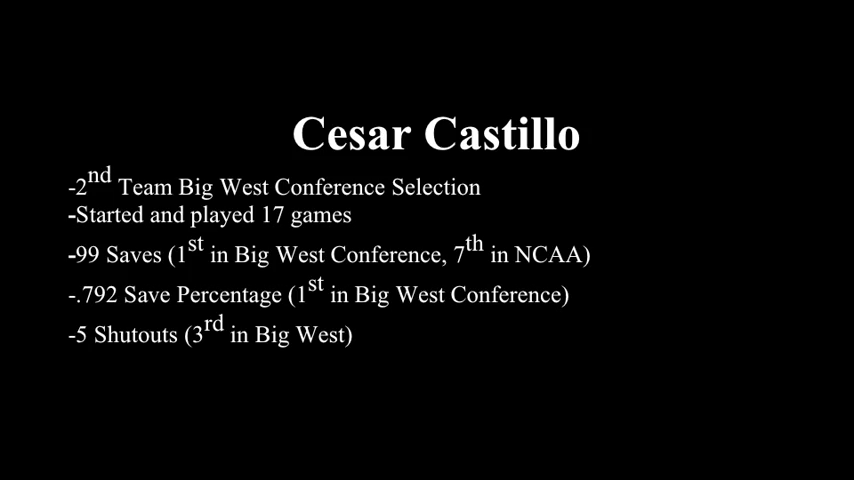 Cesar Castillo
-2nd Team Big West Conference Selection
-Started and played 17 games
-99 Saves (1st in Big West Conference, 7th in NCAA)
-.792 Save Percentage (1st in Big West Conference)
-5 Shutouts (3rd in Big West)